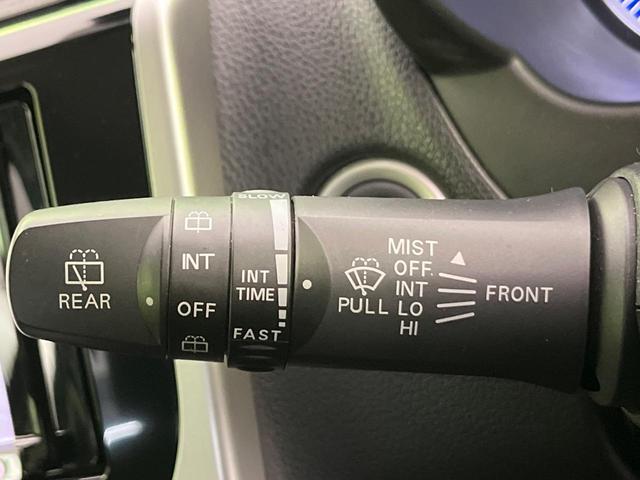 REAR
INT
OFF
SLOW
INT
TIME
FAST
PULL
MIST
OFF
INT
LO
HI
FRONT